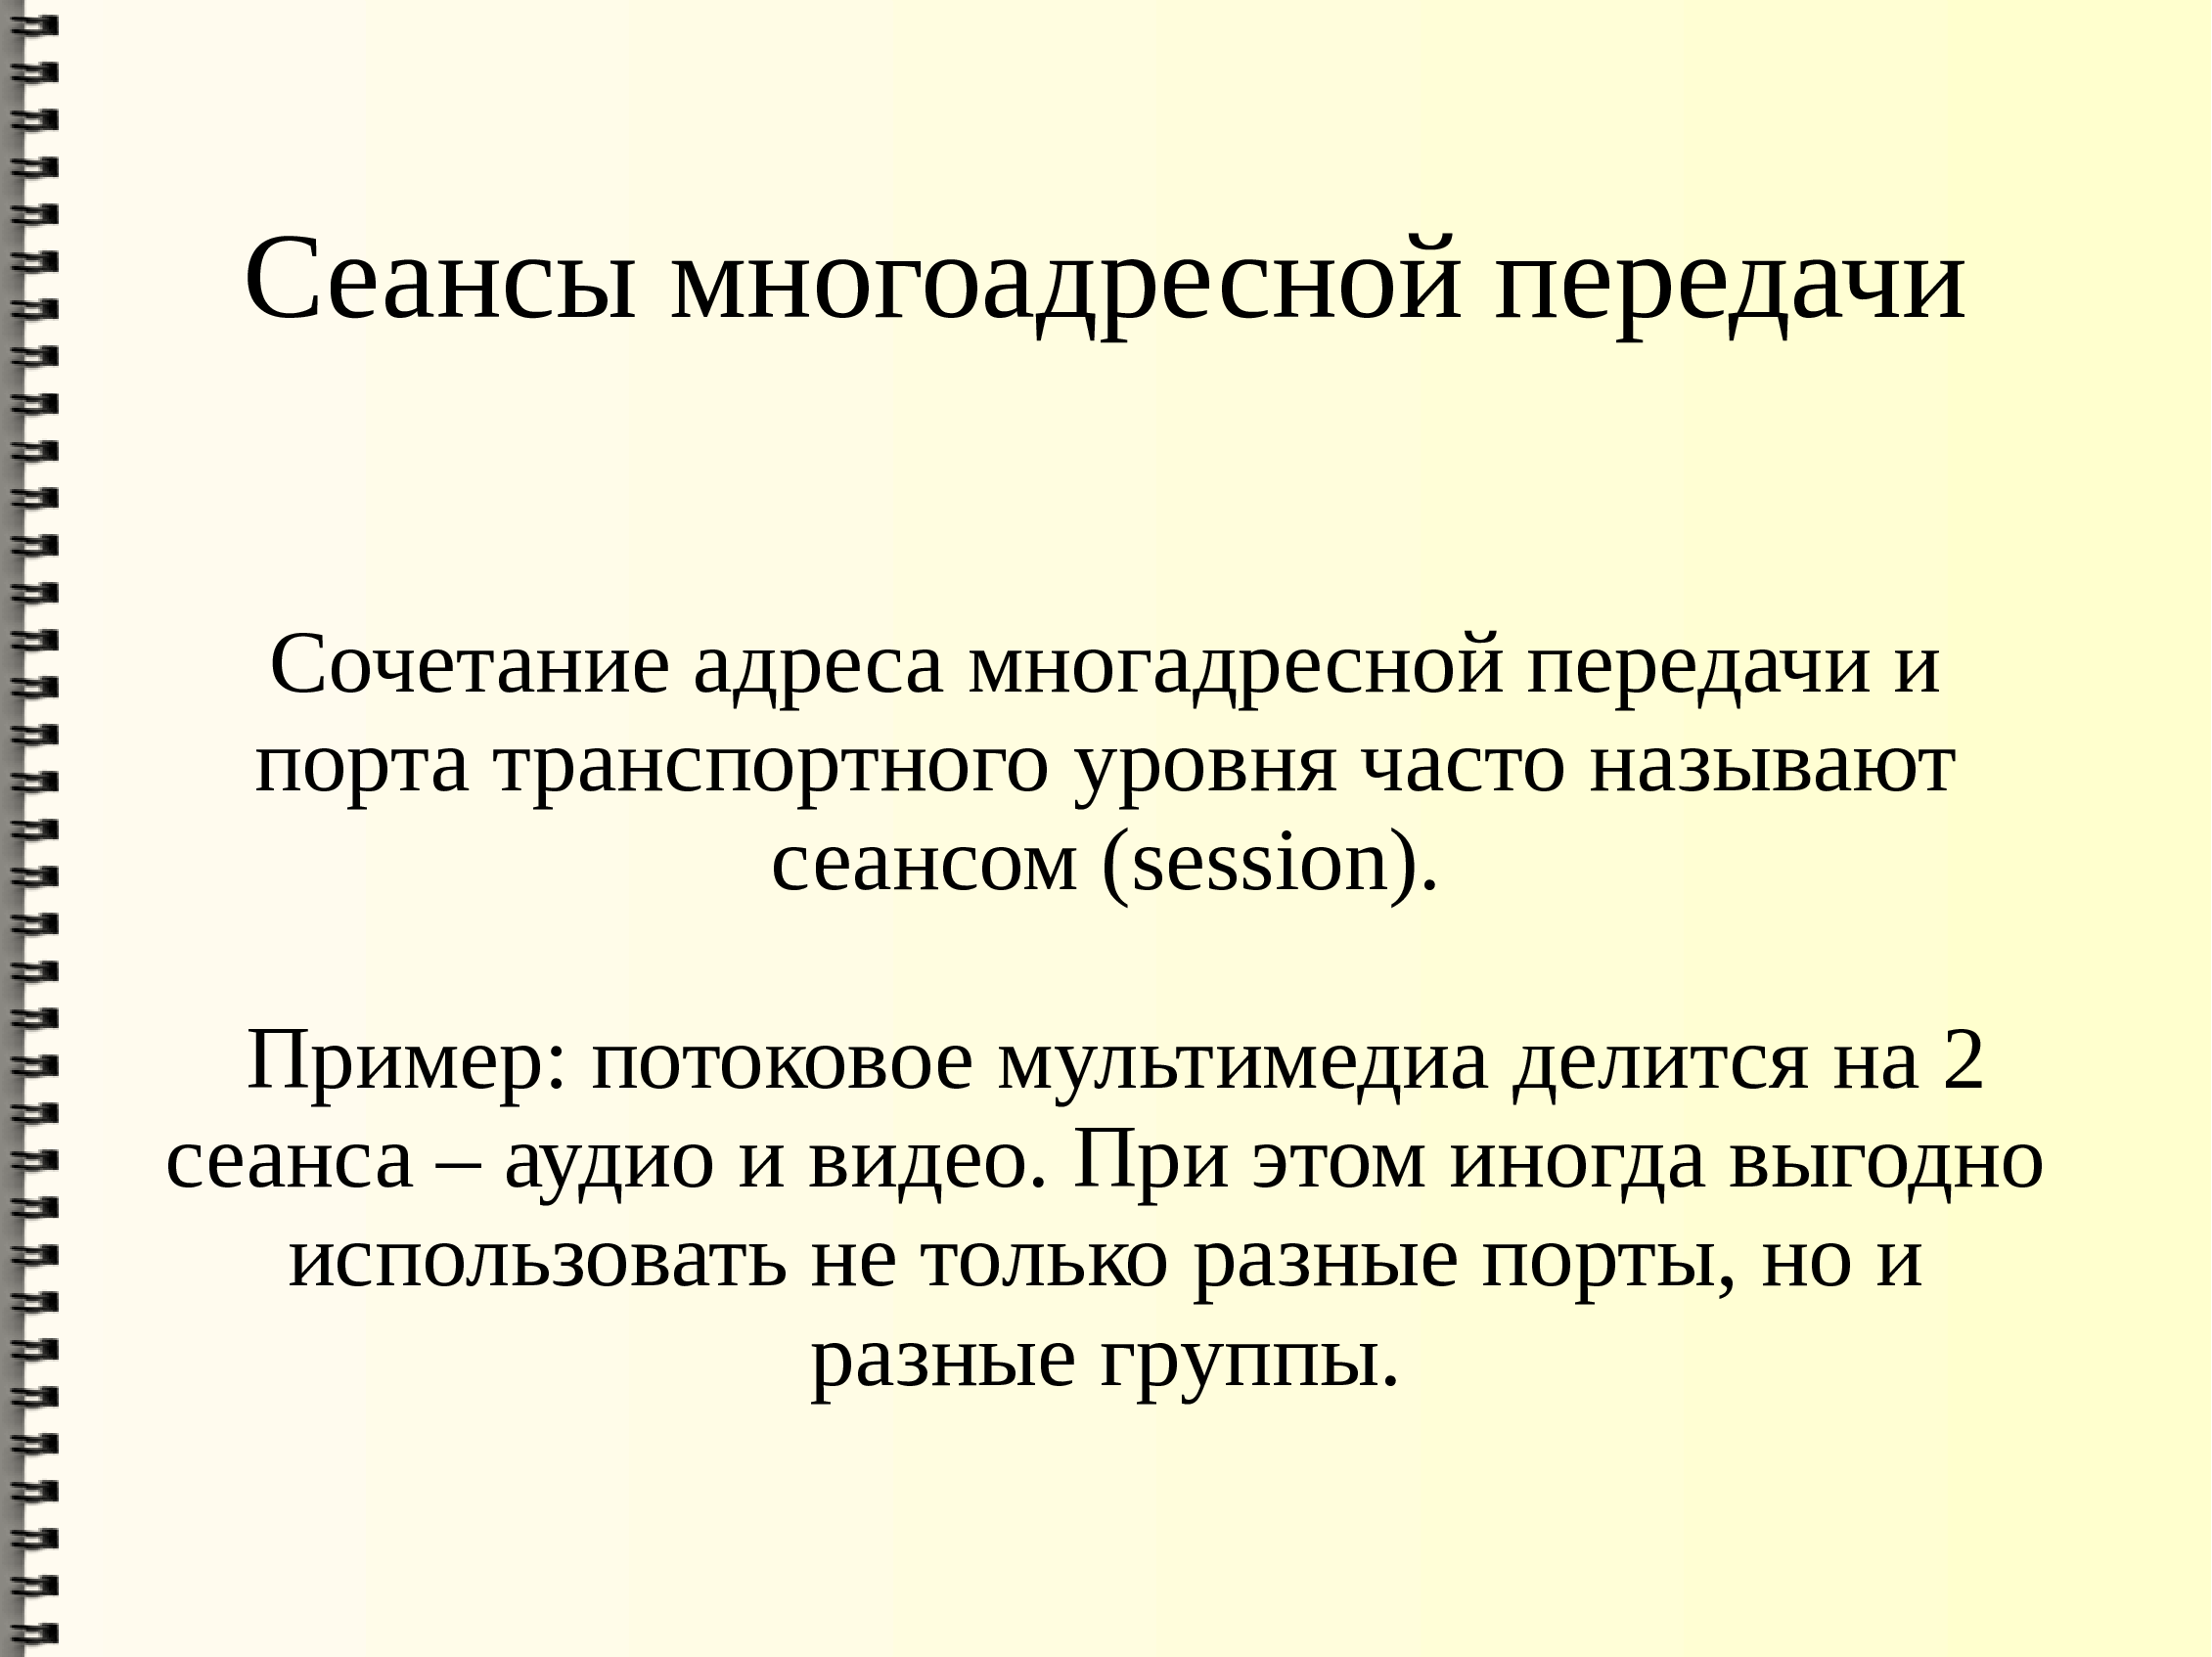 Сеансы многоадресной передачи
Сочетание адреса многадресной передачи и
порта транспортного уровня часто называют
сеансом (session).
Пример: потоковое мультимедиа делится на 2
сеанса – аудио и видео. При этом иногда выгодно
использовать не только разные порты, но и
разные группы.